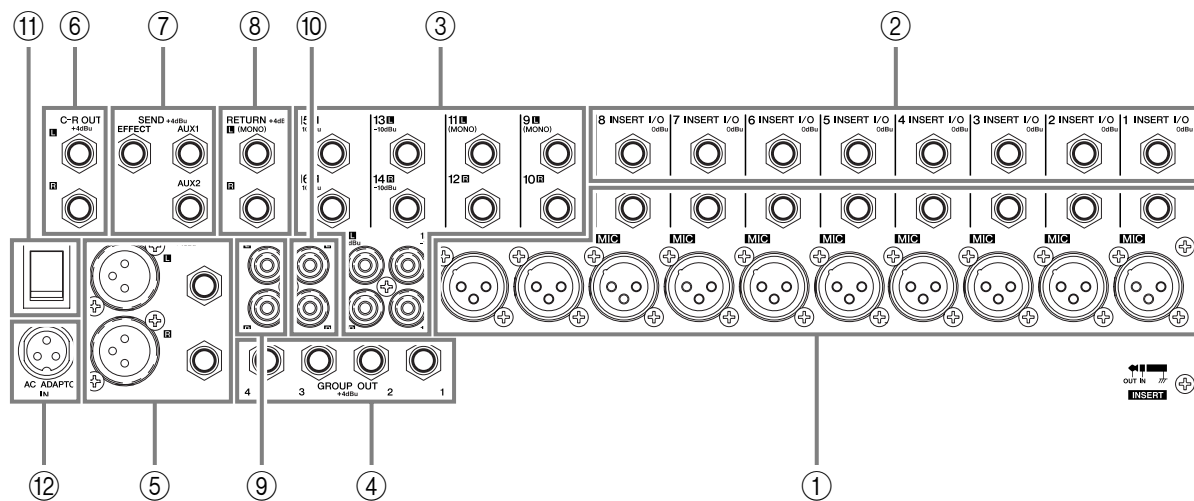 ⑪ ⑥ ⑦ ⑧ ⑩ ③ ②
C-R OUT
+4dBu
L
R
SEND +4dBu
EFFECT AUX1
AUX2
RETURN +4dB
L (MONO)
R
15
16
13 L
-10dBu
14 R
-10dBu
11 L
(MONO)
12 R
9 L
(MONO)
10 R
8 INSERT I/O
0dBu
7 INSERT I/O
0dBu
6 INSERT I/O
0dBu
5 INSERT I/O
0dBu
4 INSERT I/O
0dBu
3 INSERT I/O
0dBu
2 INSERT I/O
0dBu
1 INSERT I/O
0dBu
MIC MIC MIC MIC MIC MIC MIC MIC
L
R
L
dBu
AC ADAPTO
IN
GROUP OUT
+4dBu
4 3 2 1
OUT IN
INSERT
⑫ ⑤ ⑨ ④ ①